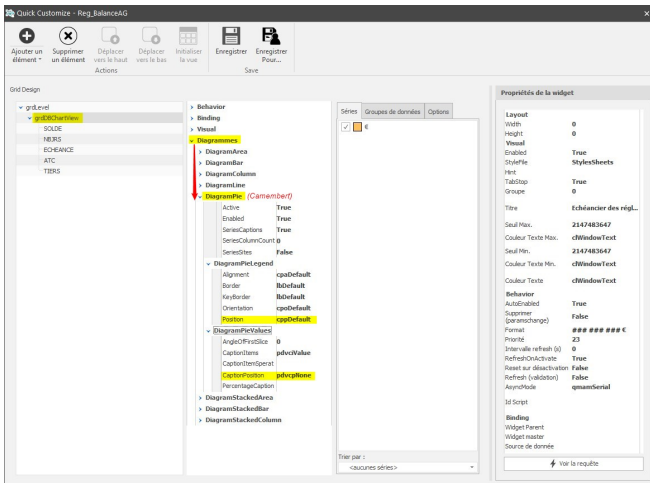 Quick Customize - Reg_BalanceAG
Ajouter un élément
Supprimer un élément
Déplacer vers le haut
Déplacer vers le bas
Initialiser la vue
Enregistrer
Enregistrer Pour...
Actions
Save
Grid Design
grdLevel
grdDBChartView
SOLDE
NBJRS
ECHEANCE
ATC
TIERS
Behavior
Binding
Visual
Diagrammes
DiagramArea
DiagramBar
DiagramColumn
DiagramLine
DiagramPie (Camembert)
Active True
Enabled True
SeriesCaptions True
SeriesColumnCount 0
SeriesSites False
DiagramPieLegend
Alignment cpaDefault
Border lbDefault
KeyBorder lbDefault
Orientation cpoDefault
Position cppDefault
DiagramPieValues
AngleOfFirstSlice 0
CaptionItems pdvciValue
CaptionItemSperat
CaptionPosition pdvcpNone
PercentageCaption
DiagramStackedArea
DiagramStackedBar
DiagramStackedColumn
Séries Groupes de données Options
€
Trier par :
<aucunes séries>
Propriétés de la widget
Layout
Width 0
Height 0
Visual
Enabled True
StyleFile StylesSheets
Hint
TabStop True
Groupe 0
Titre Echéancier des régl...
Seuil Max. 2147483647
Couleur Texte Max. clWindowText
Seuil Min. 2147483647
Couleur Texte Min. clWindowText
Couleur Texte clWindowText
Behavior
AutoEnabled True
Supprimer (paramschange) False
Format ### ### ### €
Priorité 23
Intervalle refresh (s) 0
RefreshOnActivate True
Reset sur désactivation False
Refresh (validation) False
AsyncMode qmamSerial
Id Script
Binding
Widget Parent
Widget master
Source de donnée
Voir la requête